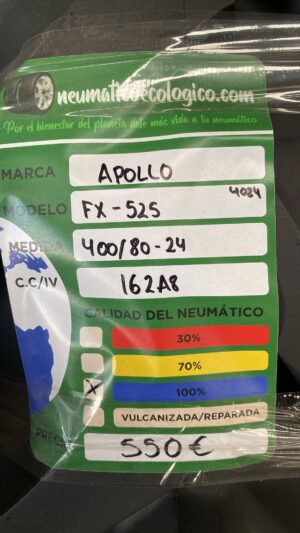 neumaticoecologico.com
Por el bienestar del planeta dale más vida a tu neumático
MARCA APOLLO
MODELO FX-525 4034
MEDIDA 400/80-24
C.C/IV 162A8
CALIDAD DEL NEUMÁTICO
30%
70%
X 100%
VULCANIZADA/REPARADA
PRECIO 550€